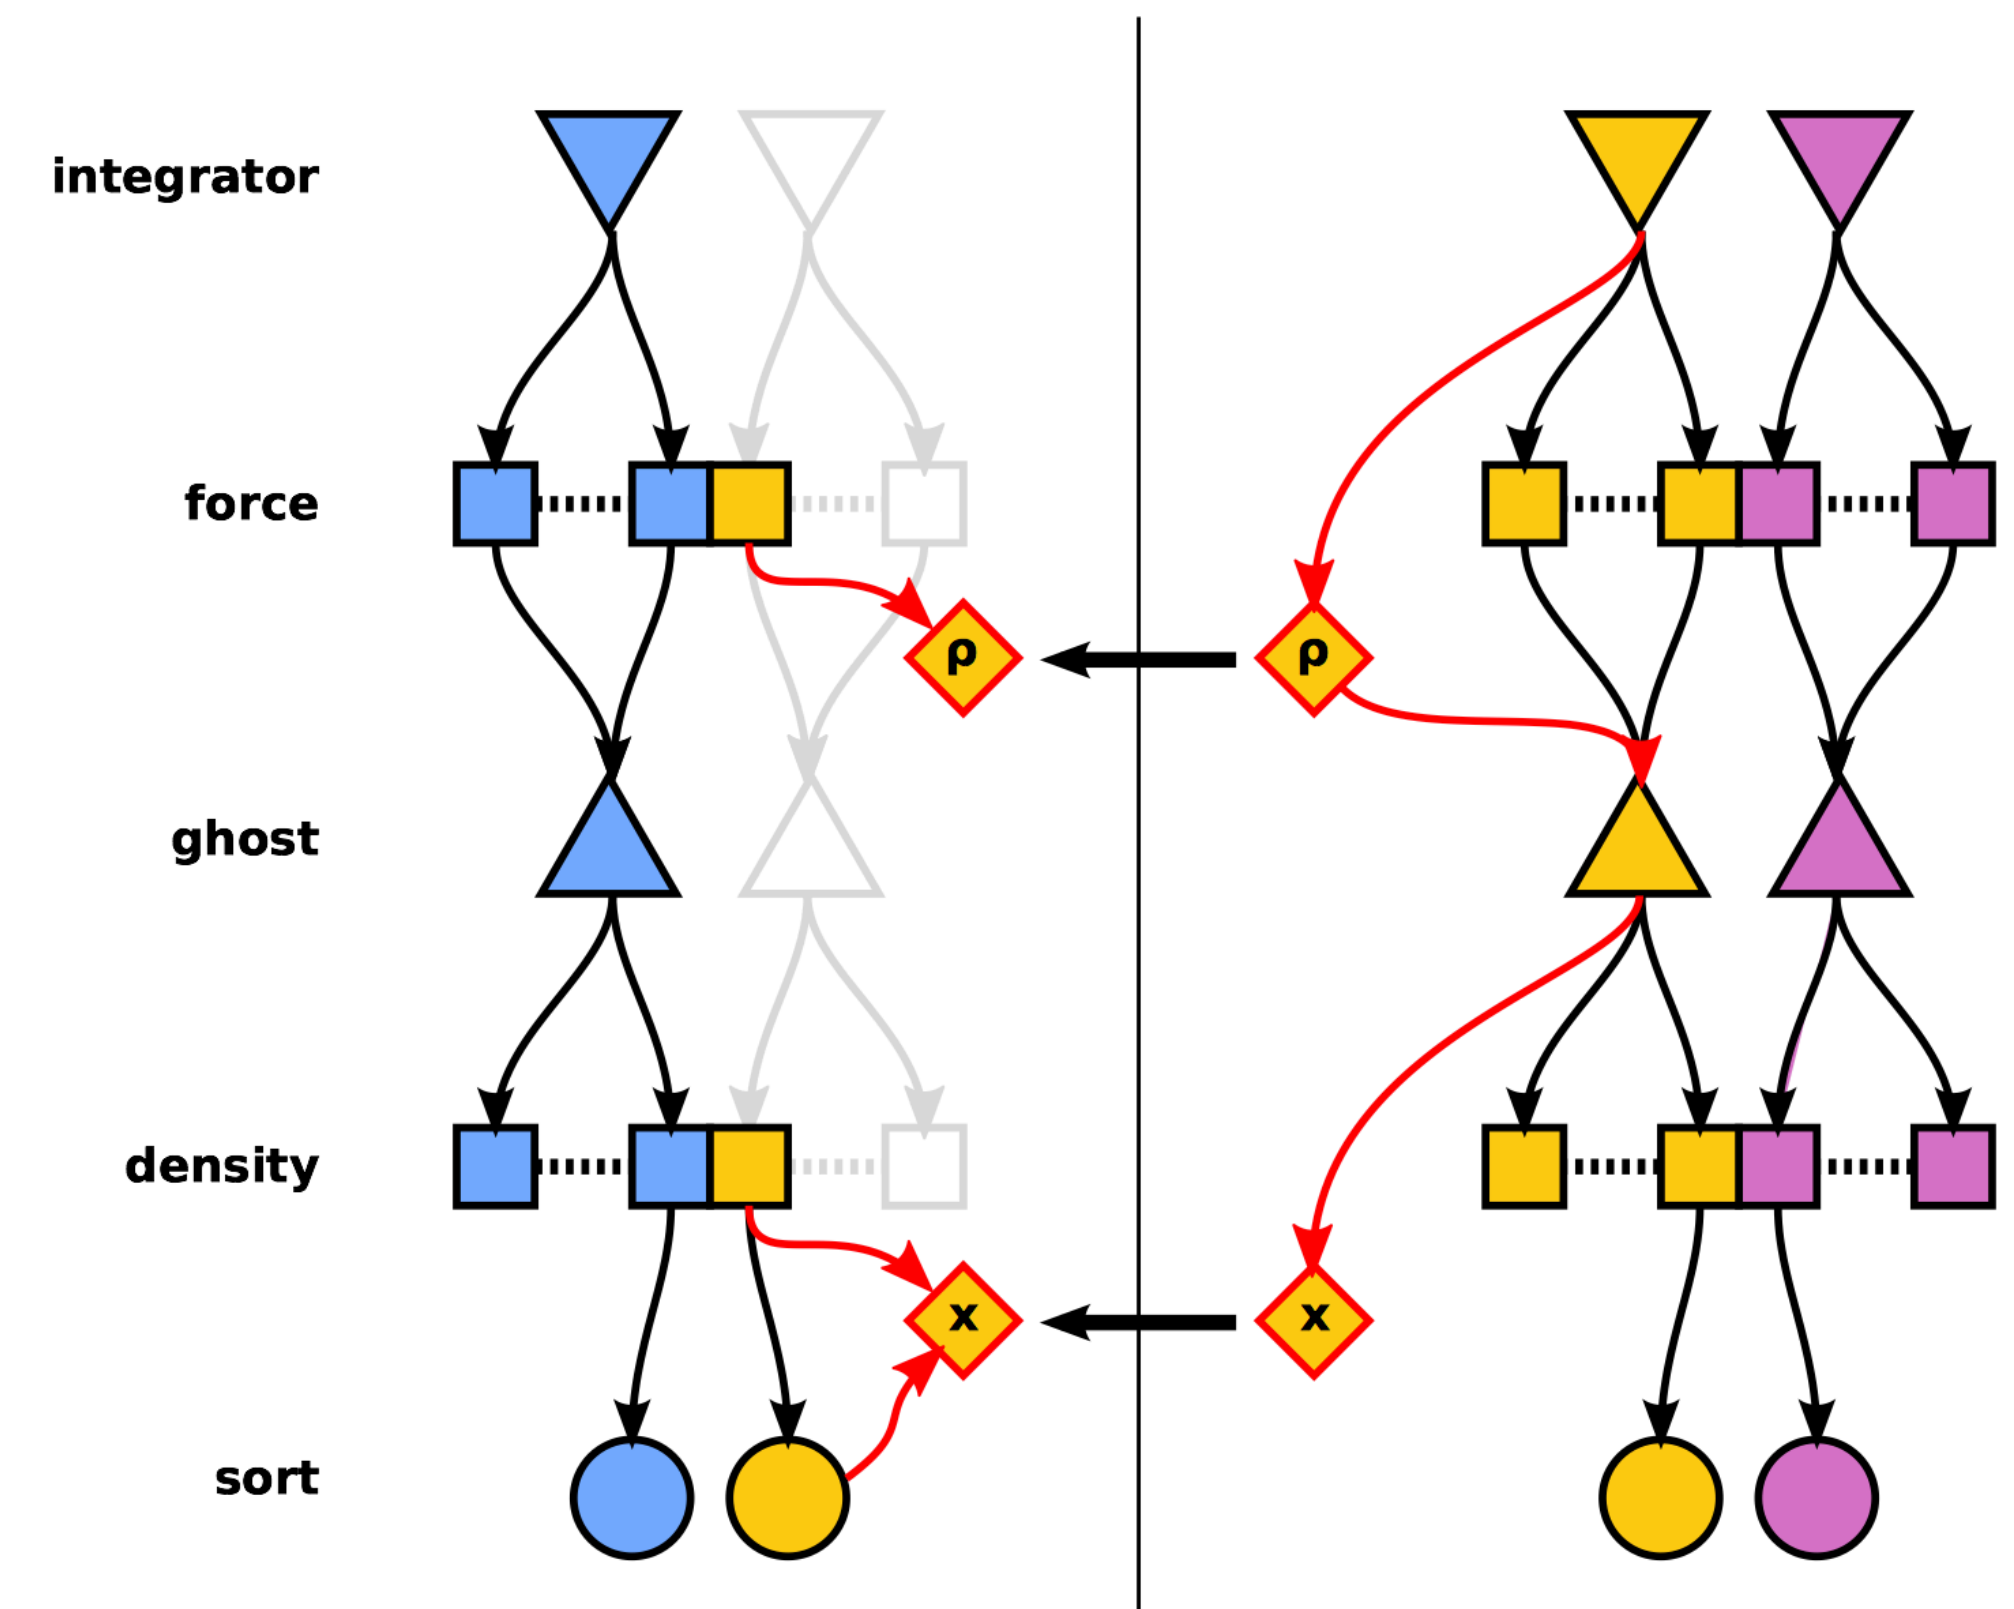 integrator
force
ρ ρ
ghost
density
x x
sort